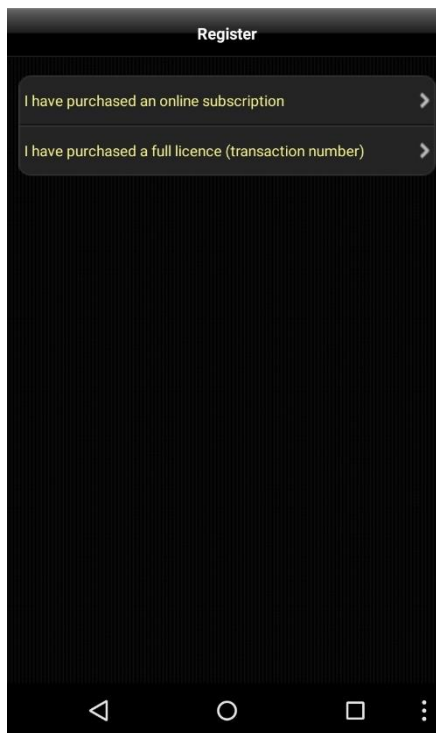 Register
I have purchased an online subscription
I have purchased a full licence (transaction number)